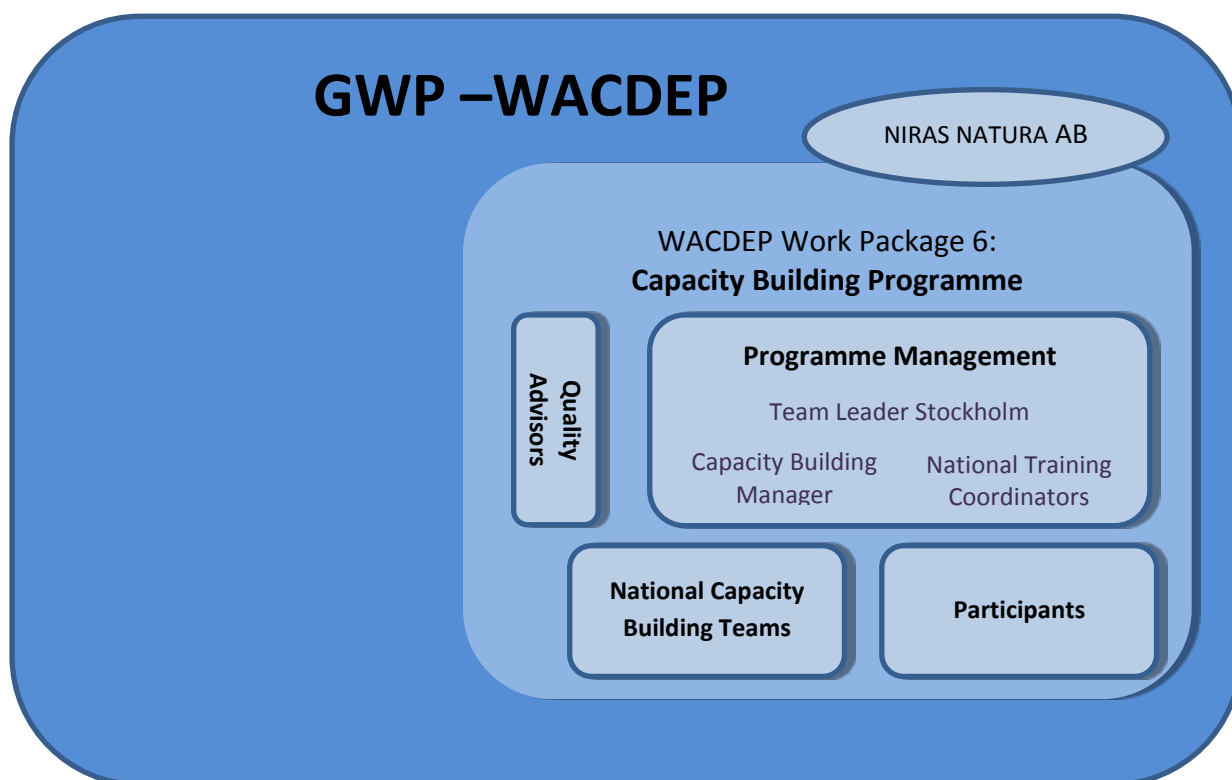 GWP –WACDEP
NIRAS NATURA AB
WACDEP Work Package 6:
Capacity Building Programme
Quality
Advisors
Programme Management
Team Leader Stockholm
Capacity Building
Manager
National Training
Coordinators
National Capacity
Building Teams
Participants